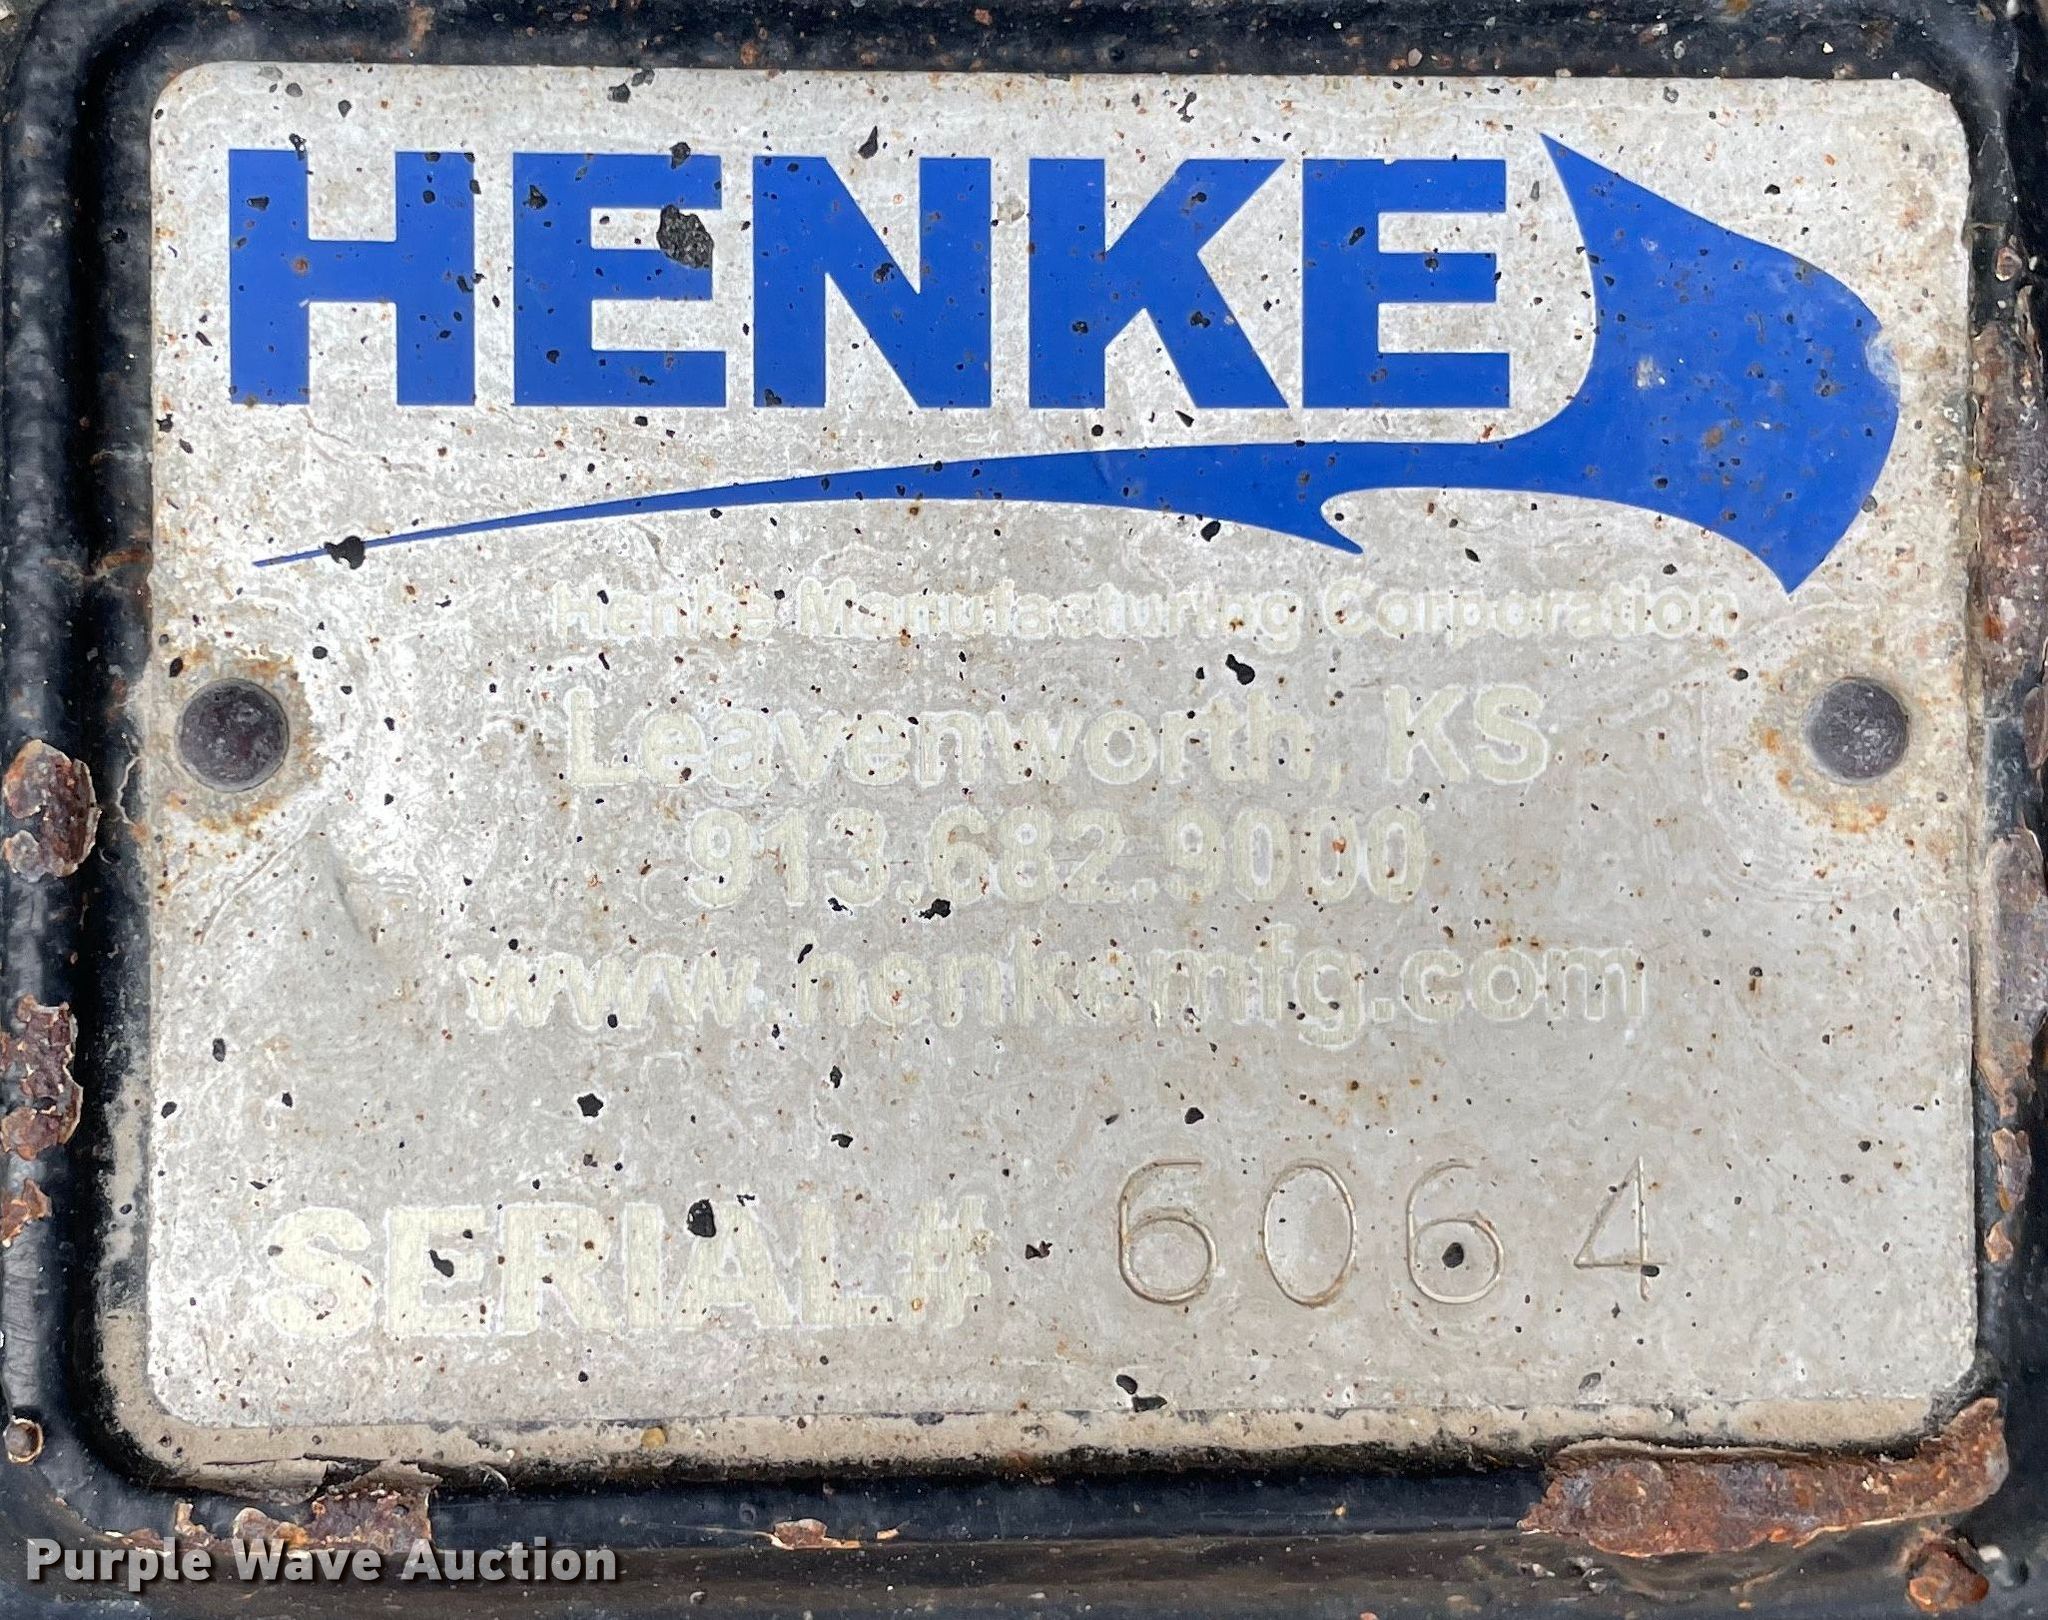 HENKE
Henke Manufacturing Corporation
Leavenworth, KS
913.682.9000
www.henkemfg.com
SERIAL# 6064
Purple Wave Auction